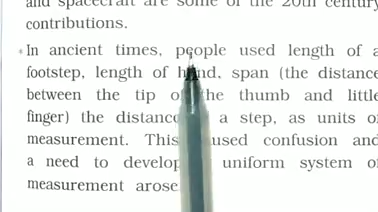 and spacecraft are some of the 20th century
contributions.
In ancient times, people used length of a
footstep, length of hand, span (the distance
between the tip of the thumb and little
finger) the distance a step, as units of
measurement. This confusion and
a need to develop uniform system of
measurement arose